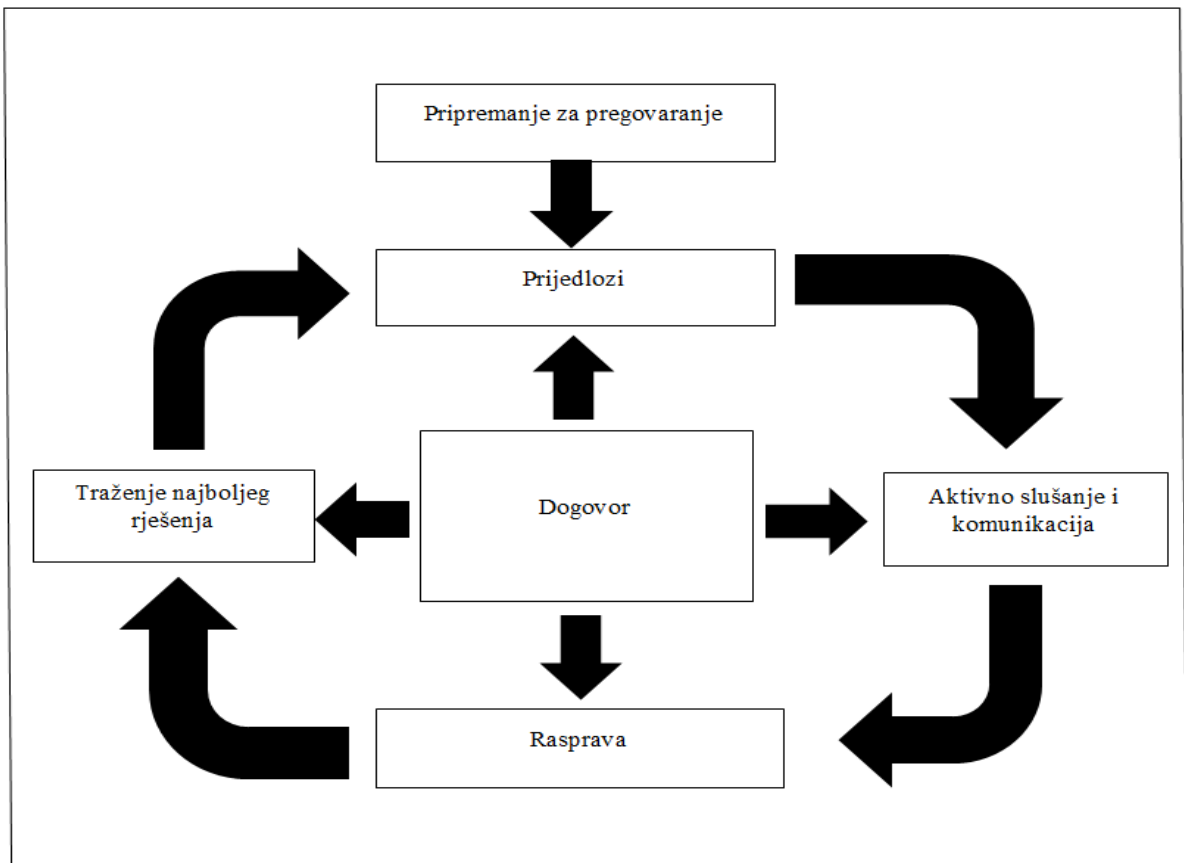 Pripremanje za pregovaranje
Prijedlozi
Traženje najboljeg
rješenja
Dogovor
Aktivno slušanje i
komunikacija
Rasprava